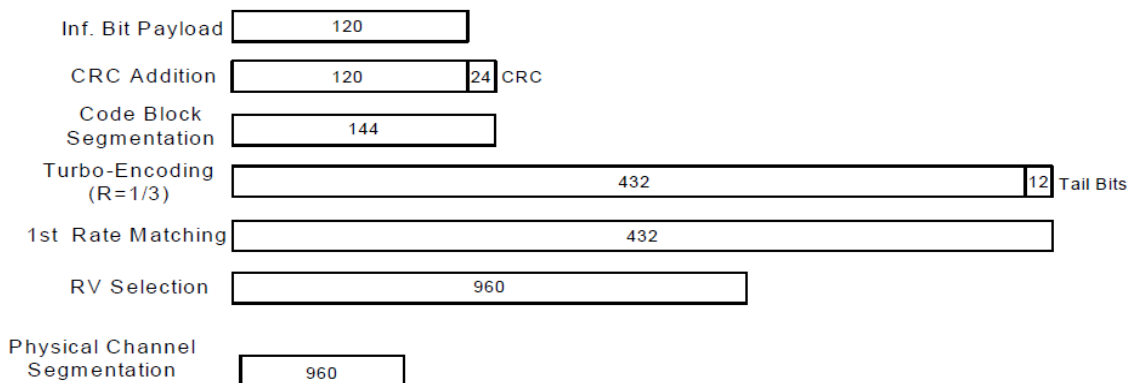 Inf. Bit Payload 120
CRC Addition 120 24 CRC
Code Block
Segmentation 144
Turbo-Encoding
(R=1/3) 432 12 Tail Bits
1st Rate Matching 432
RV Selection 960
Physical Channel
Segmentation 960